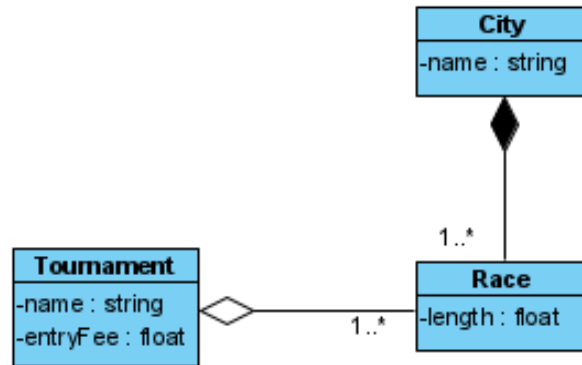 City
-name : string
1..*
Tournament
-name : string
-entryFee : float
1..*
Race
-length : float